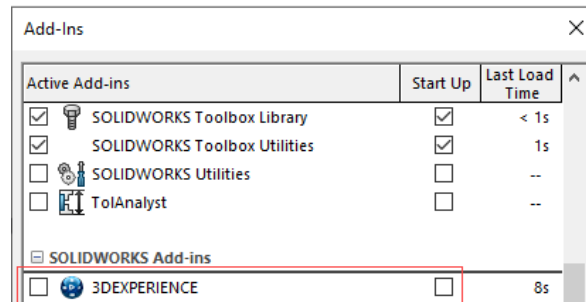 Add-Ins
Active Add-ins Start Up Last Load Time
SOLIDWORKS Toolbox Library < 1s
SOLIDWORKS Toolbox Utilities 1s
SOLIDWORKS Utilities --
TolAnalyst --
SOLIDWORKS Add-ins
3DEXPERIENCE 8s